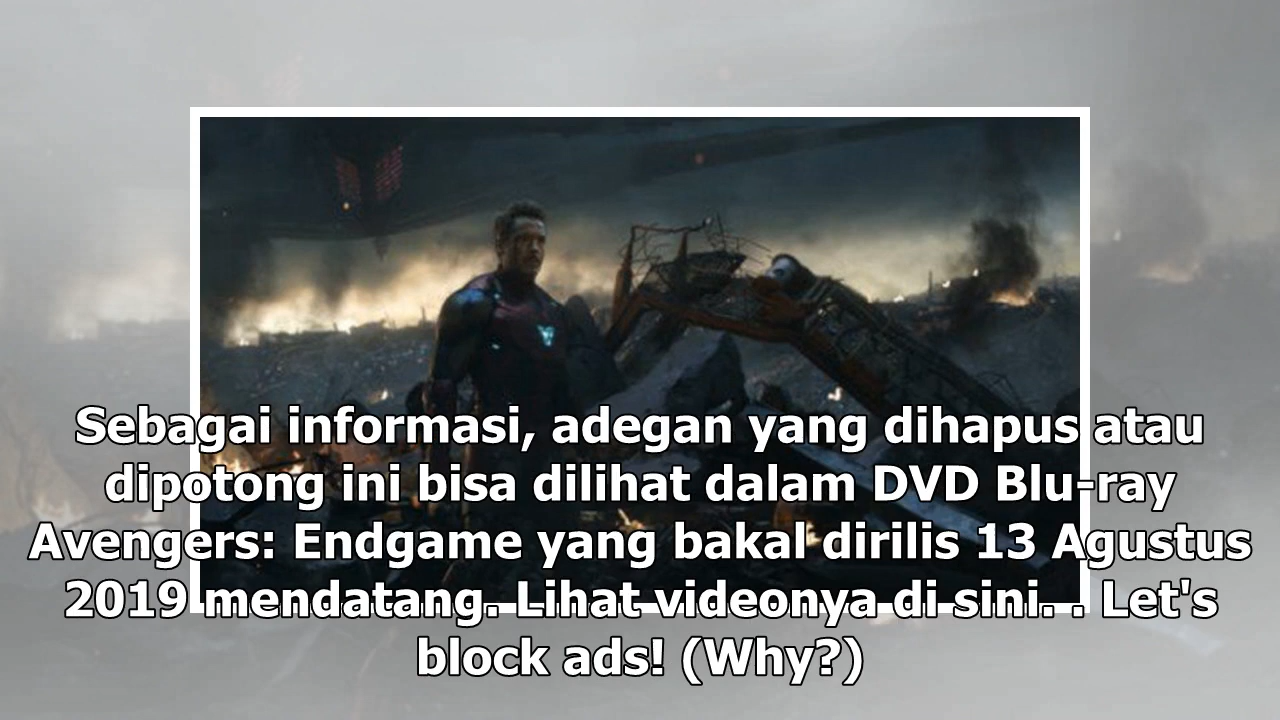 Sebagai informasi, adegan yang dihapus atau
dipotong ini bisa dilihat dalam DVD Blu-ray
Avengers: Endgame yang bakal dirilis 13 Agustus
2019 mendatang. Lihat videonya di sini. . Let's
block ads! (Why?)